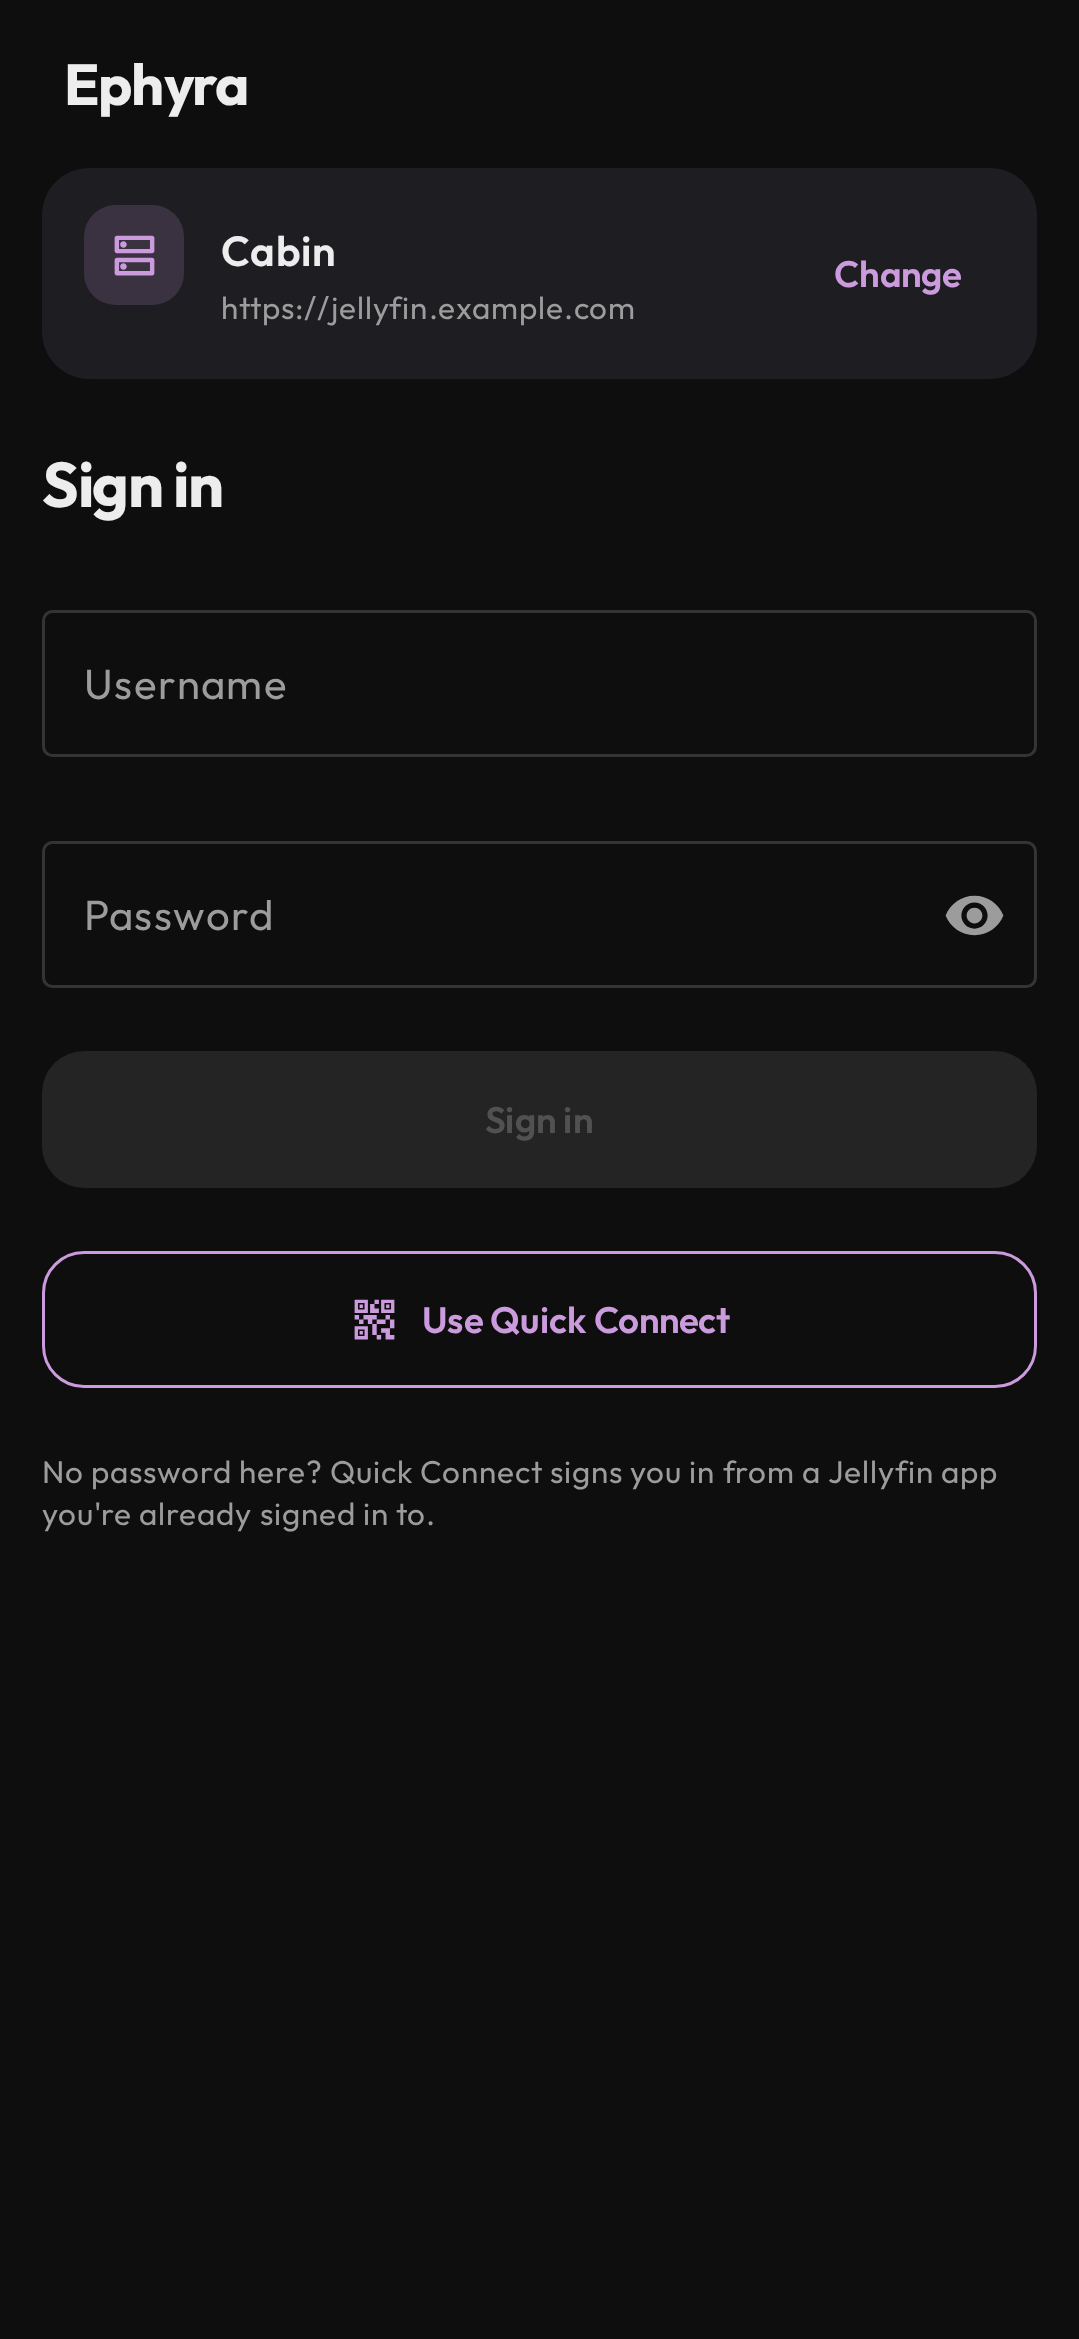 Ephyra
Cabin
https://jellyfin.example.com
Change
Sign in
Username
Password
Sign in
Use Quick Connect
No password here? Quick Connect signs you in from a Jellyfin app
you're already signed in to.